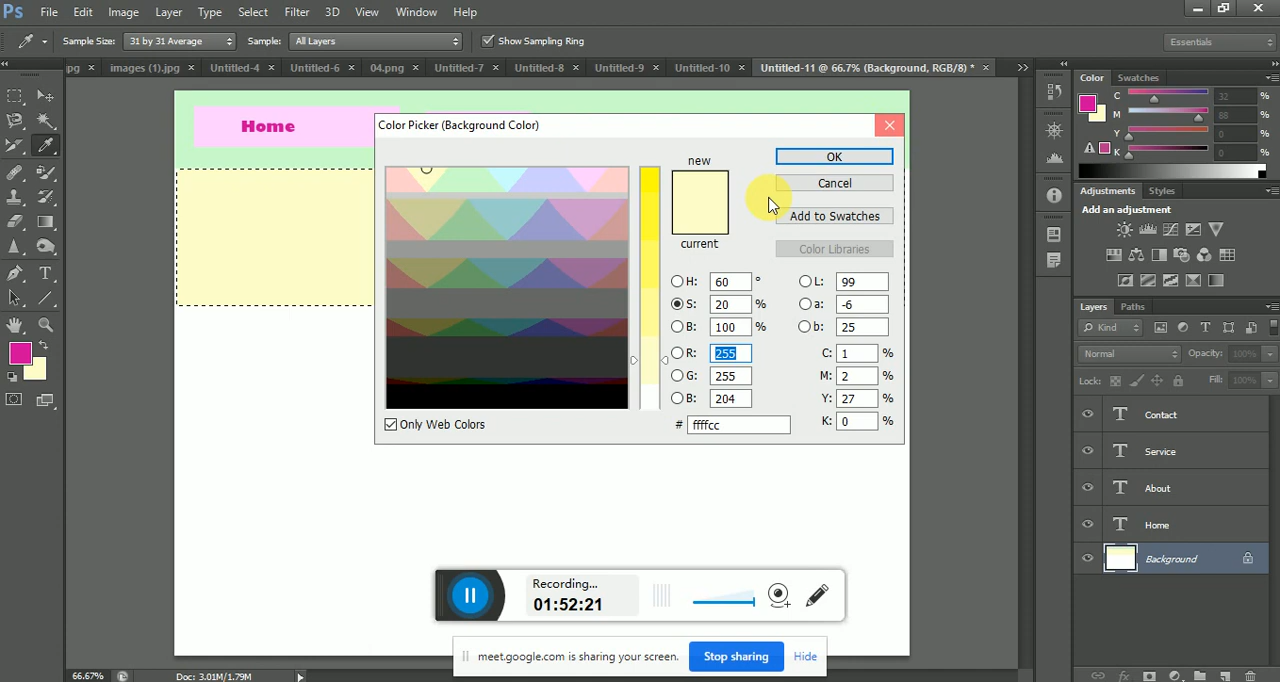 Ps File Edit Image Layer Type Select Filter 3D View Window Help
Sample Size: 31 by 31 Average Sample: All Layers Show Sampling Ring Essentials
pg × images (1).jpg × Untitled-4 × Untitled-6 × 04.png × Untitled-7 × Untitled-8 × Untitled-9 × Untitled-10 × Untitled-11 @ 66.7% (Background, RGB/8) * ×
Color Swatches
C 32 %
M 88 %
Y 0 %
K 0 %
Home
Color Picker (Background Color)
new
current
OK
Cancel
Add to Swatches
Color Libraries
H: 60 ° L: 99
S: 20 % a: -6
B: 100 % b: 25
R: 255 C: 1 %
G: 255 M: 2 %
B: 204 Y: 27 %
# ffffcc K: 0 %
Only Web Colors
Adjustments Styles
Add an adjustment
Layers Paths
Kind
Normal Opacity: 100%
Lock: Fill: 100%
T Contact
T Service
T About
T Home
Background
Recording...
01:52:21
meet.google.com is sharing your screen. Stop sharing Hide
66.67% Doc: 3.01M/1.79M